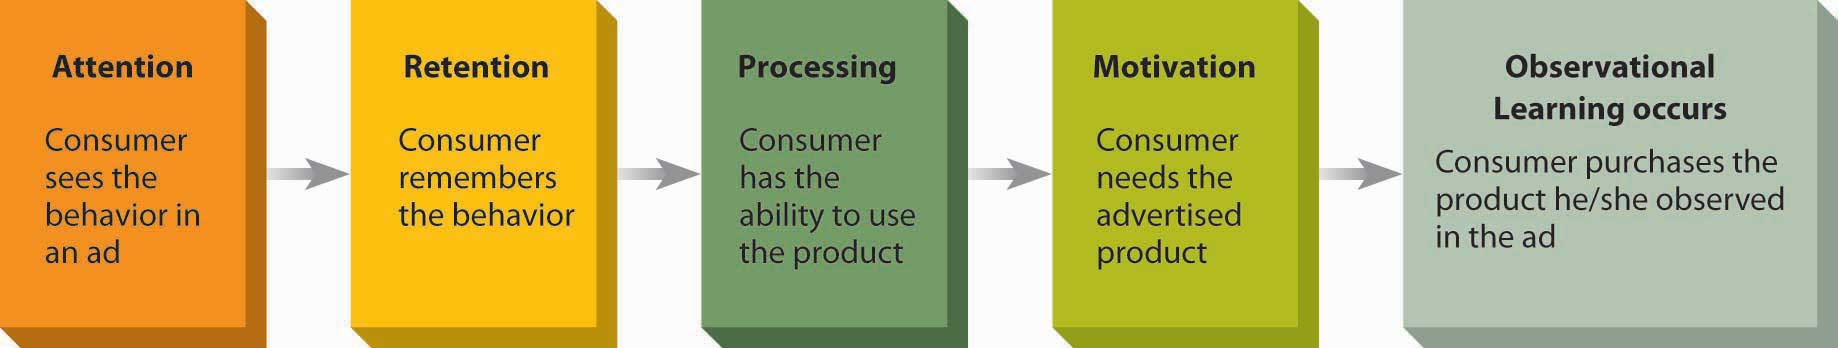 Attention
Consumer
sees the
behavior in
an ad
Retention
Consumer
remembers
the behavior
Processing
Consumer
has the
ability to use
the product
Motivation
Consumer
needs the
advertised
product
Observational
Learning occurs
Consumer purchases the
product he/she observed
in the ad